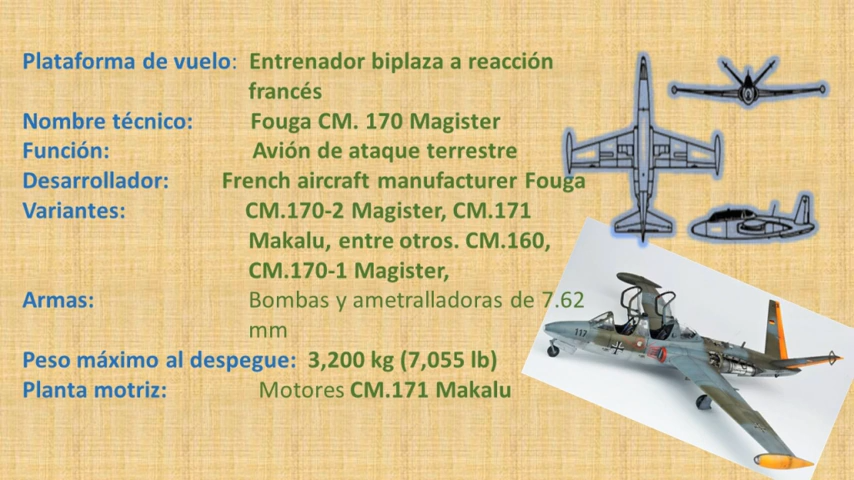 Plataforma de vuelo: Entrenador biplaza a reacción
francés
Nombre técnico: Fouga CM. 170 Magister
Función: Avión de ataque terrestre
Desarrollador: French aircraft manufacturer Fouga
Variantes: CM.170-2 Magister, CM.171
Makalu, entre otros. CM.160,
CM.170-1 Magister,
Armas: Bombas y ametralladoras de 7.62
mm
Peso máximo al despegue: 3,200 kg (7,055 lb)
Planta motriz: Motores CM.171 Makalu
117